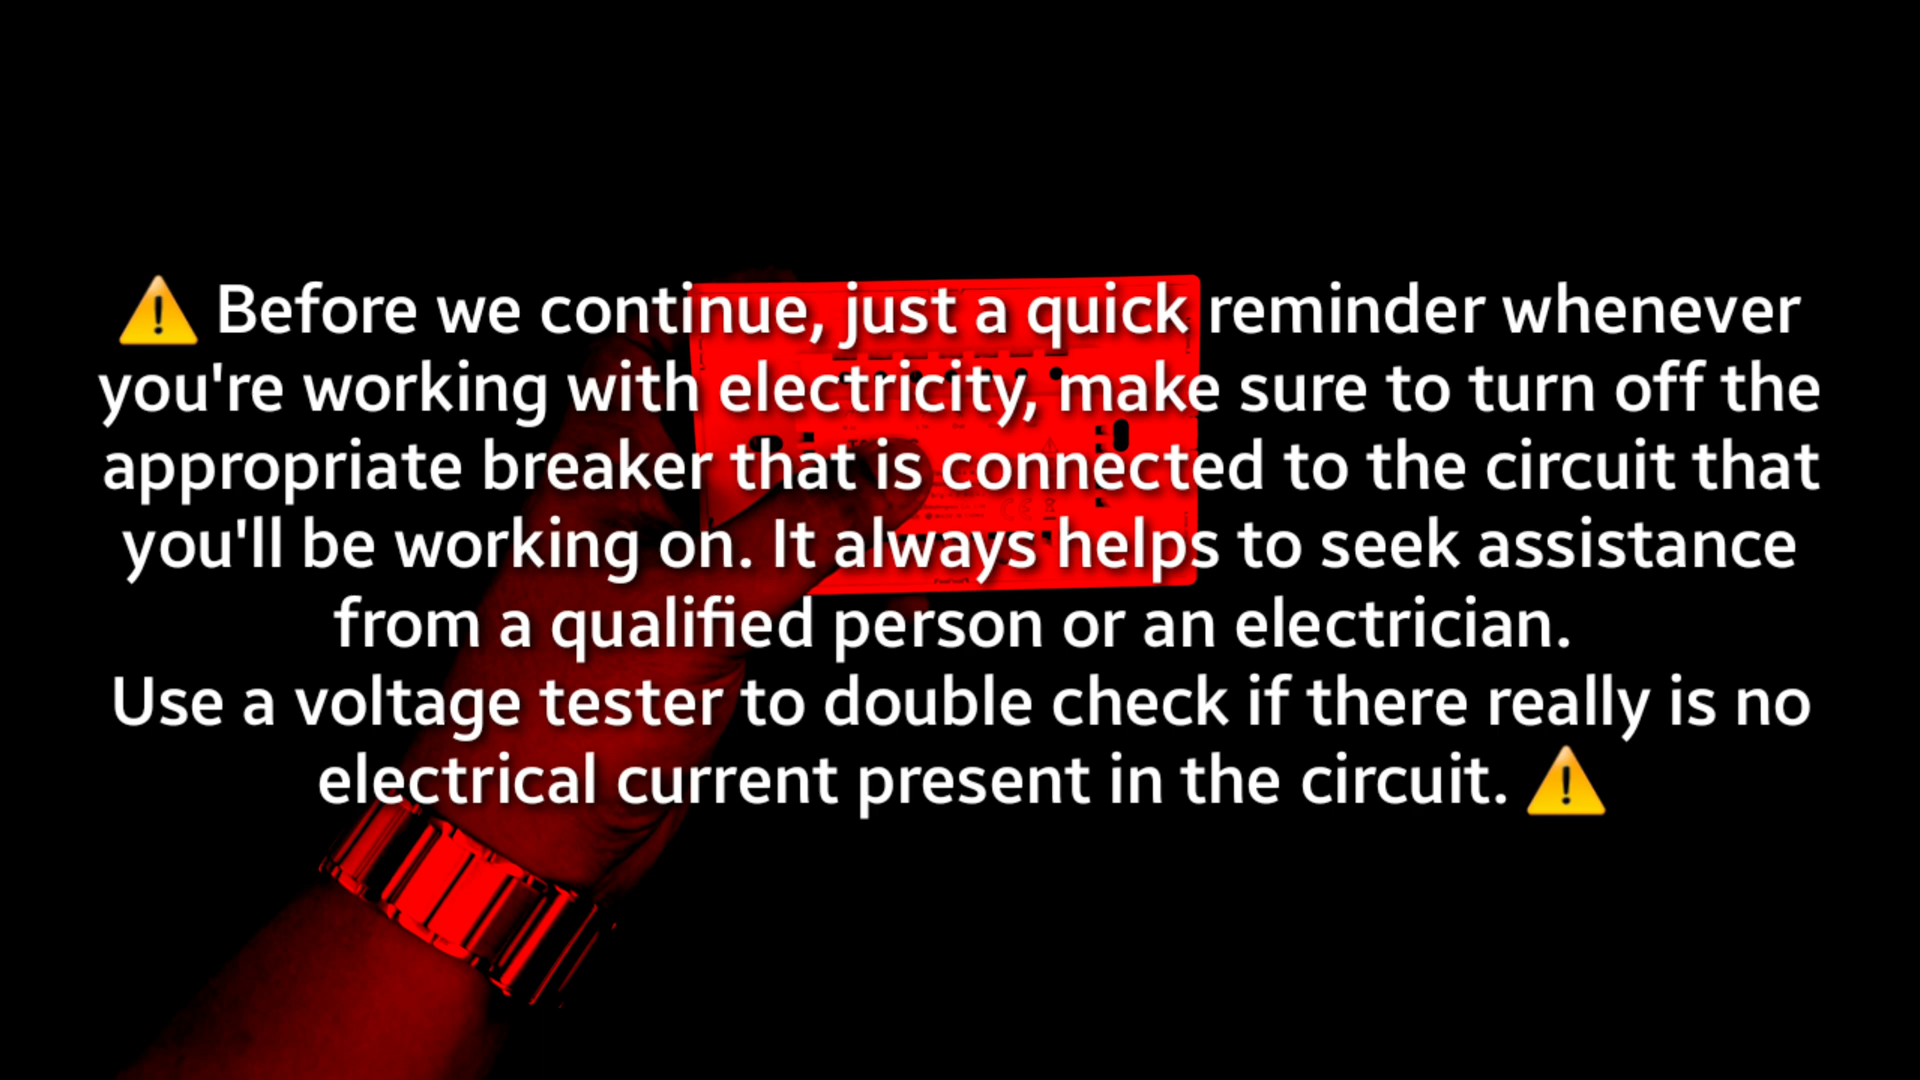 ⚠️ Before we continue, just a quick reminder whenever
you're working with electricity, make sure to turn off the
appropriate breaker that is connected to the circuit that
you'll be working on. It always helps to seek assistance
from a qualified person or an electrician.
Use a voltage tester to double check if there really is no
electrical current present in the circuit. ⚠️